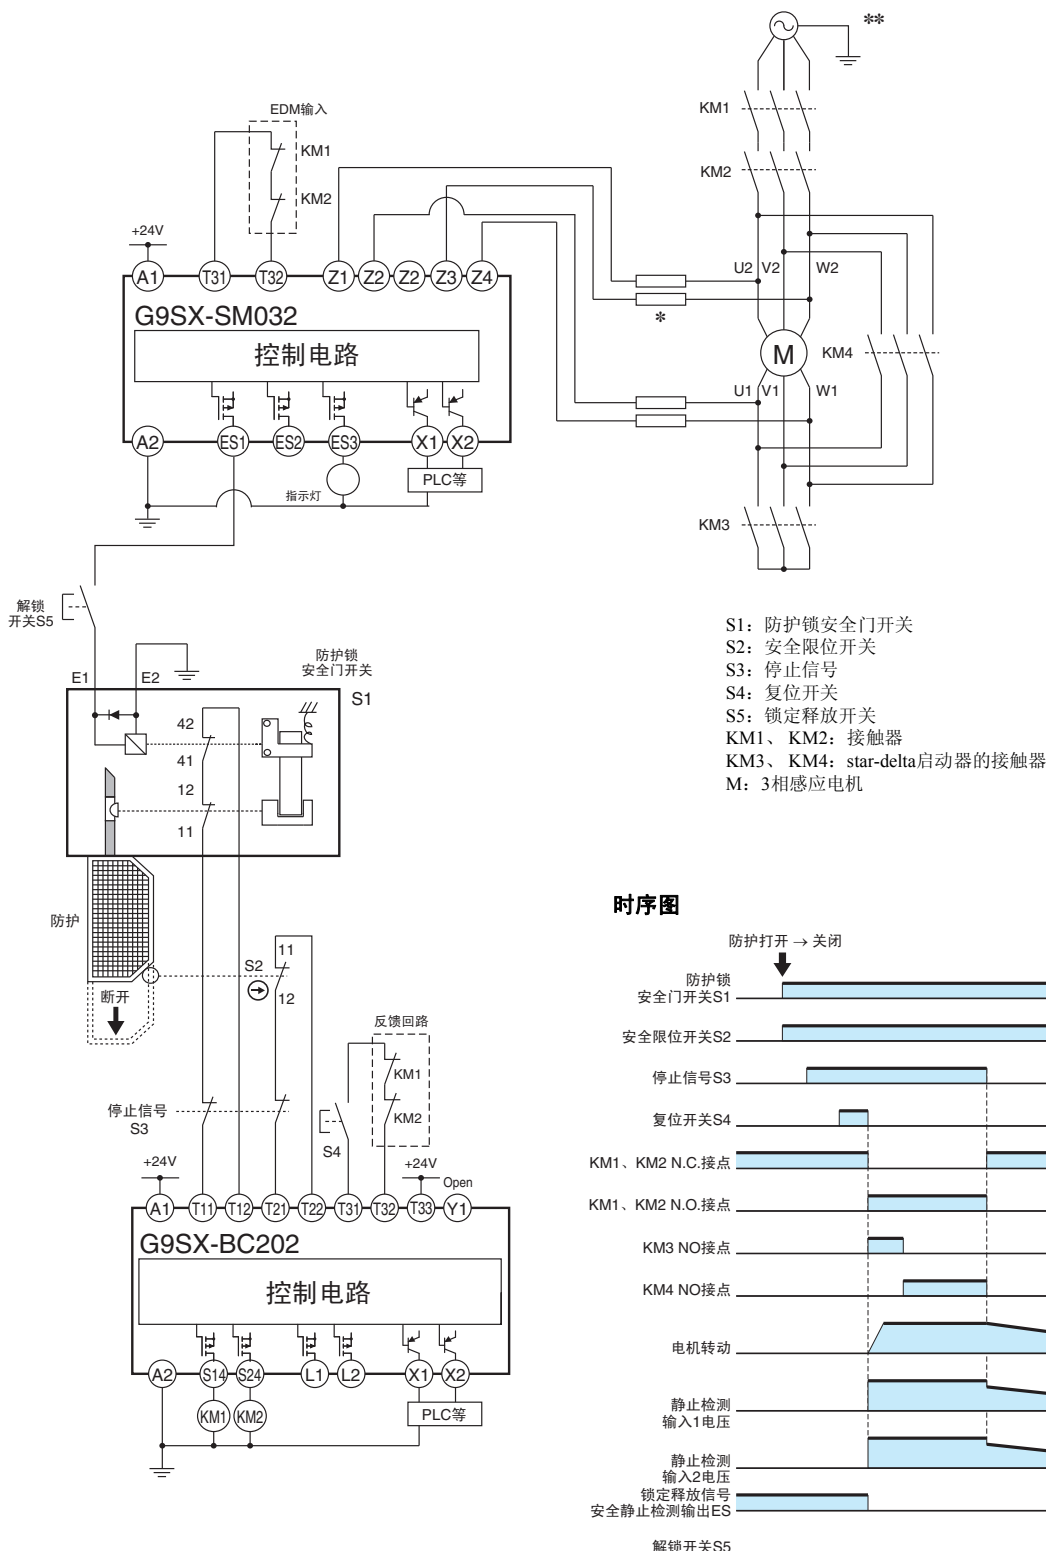 **
KM1
KM2
EDM输入
KM1
KM2
+24V
A1 T31 T32 Z1 Z2 Z2 Z3 Z4
G9SX-SM032
控制电路
A2 ES1 ES2 ES3 X1 X2
指示灯
PLC等
U2 V2 W2
*
M
KM4
U1 V1 W1
KM3
解锁
开关S5
E1 E2
防护锁
安全门开关
S1
42
41
12
11
防护
断开
S2
11
12
停止信号
S3
S4
反馈回路
KM1
KM2
+24V
+24V
Open
A1 T11 T12 T21 T22 T31 T32 T33 Y1
G9SX-BC202
控制电路
A2 S14 S24 L1 L2 X1 X2
KM1 KM2
PLC等
S1：防护锁安全门开关
S2：安全限位开关
S3：停止信号
S4：复位开关
S5：锁定释放开关
KM1、 KM2：接触器
KM3、 KM4：star-delta启动器的接触器
M：3相感应电机
时序图
防护打开 → 关闭
防护锁
安全门开关S1
安全限位开关S2
停止信号S3
复位开关S4
KM1、KM2 N.C.接点
KM1、KM2 N.O.接点
KM3 NO接点
KM4 NO接点
电机转动
静止检测
输入1电压
静止检测
输入2电压
锁定释放信号
安全静止检测输出ES
解锁开关S5